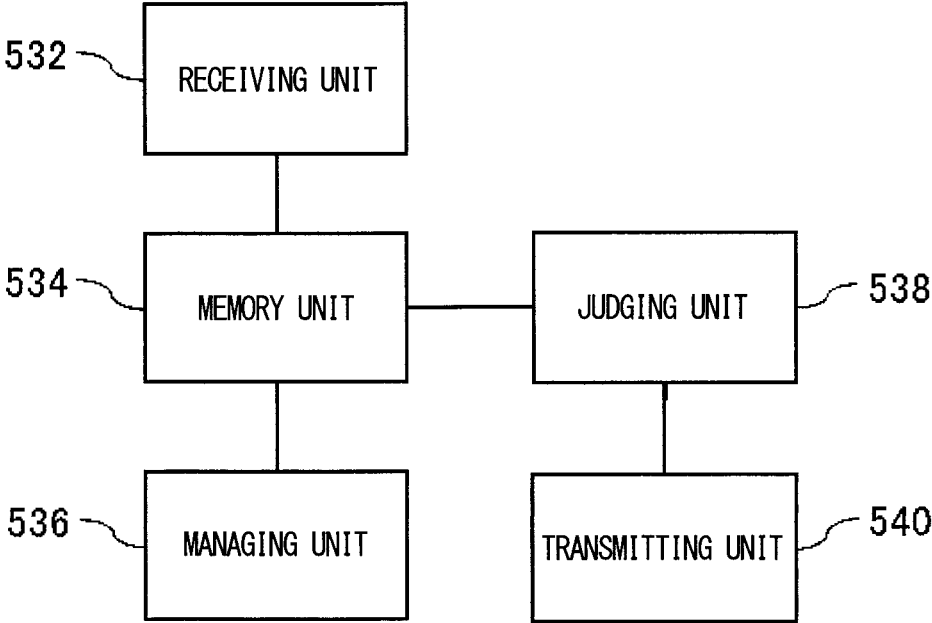 532
RECEIVING UNIT
534
MEMORY UNIT
JUDGING UNIT
538
536
MANAGING UNIT
TRANSMITTING UNIT
540